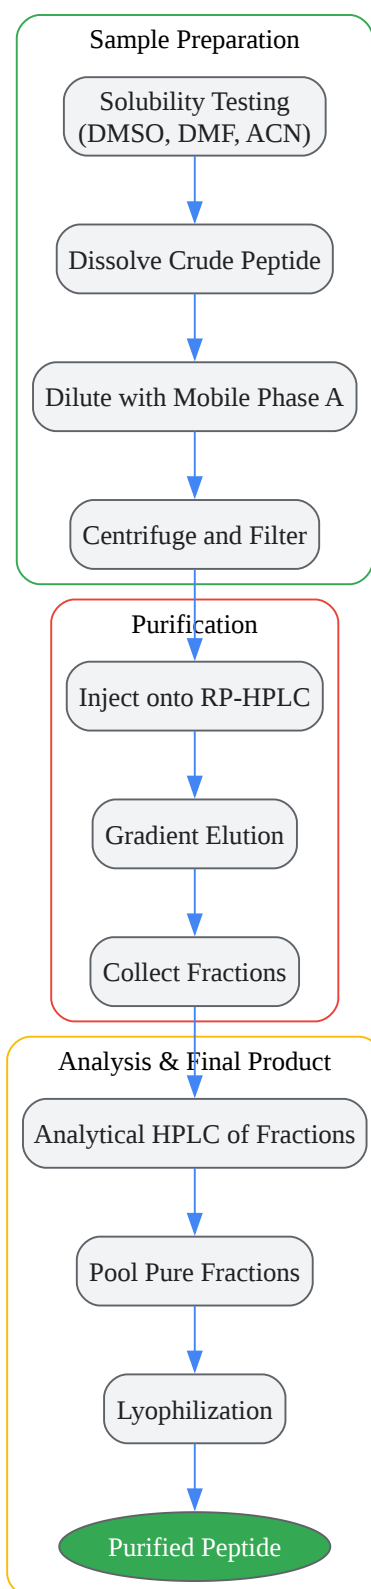 Sample Preparation
Solubility Testing
(DMSO, DMF, ACN)
Dissolve Crude Peptide
Dilute with Mobile Phase A
Centrifuge and Filter
Purification
Inject onto RP-HPLC
Gradient Elution
Collect Fractions
Analysis & Final Product
Analytical HPLC of Fractions
Pool Pure Fractions
Lyophilization
Purified Peptide